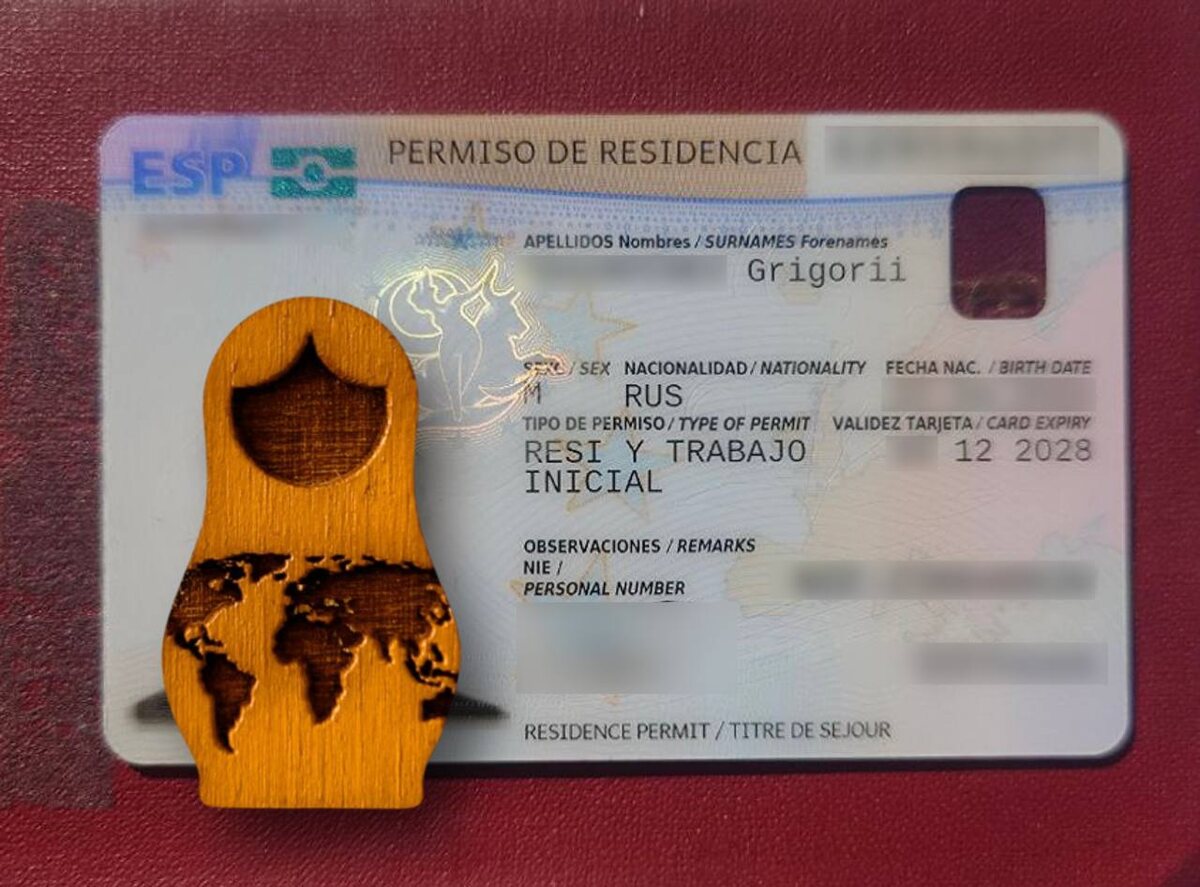 ESP PERMISO DE RESIDENCIA
APELLIDOS Nombres / SURNAMES Forenames
Grigorii
SEXO / SEX NACIONALIDAD / NATIONALITY FECHA NAC. / BIRTH DATE
M RUS
TIPO DE PERMISO / TYPE OF PERMIT VALIDEZ TARJETA / CARD EXPIRY
RESI Y TRABAJO 12 2028
INICIAL
OBSERVACIONES / REMARKS
NIE /
PERSONAL NUMBER
RESIDENCE PERMIT / TITRE DE SEJOUR